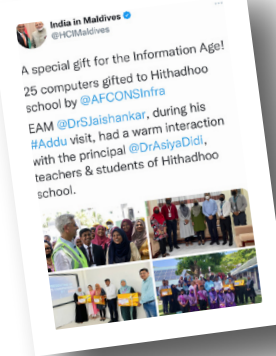 India in Maldives
@HCIMaldives
A special gift for the Information Age!
25 computers gifted to Hithadhoo
school by @AFCONSInfra
EAM @DrSJaishankar, during his
#Addu visit, had a warm interaction
with the principal @DrAsiyaDidi,
teachers & students of Hithadhoo
school.